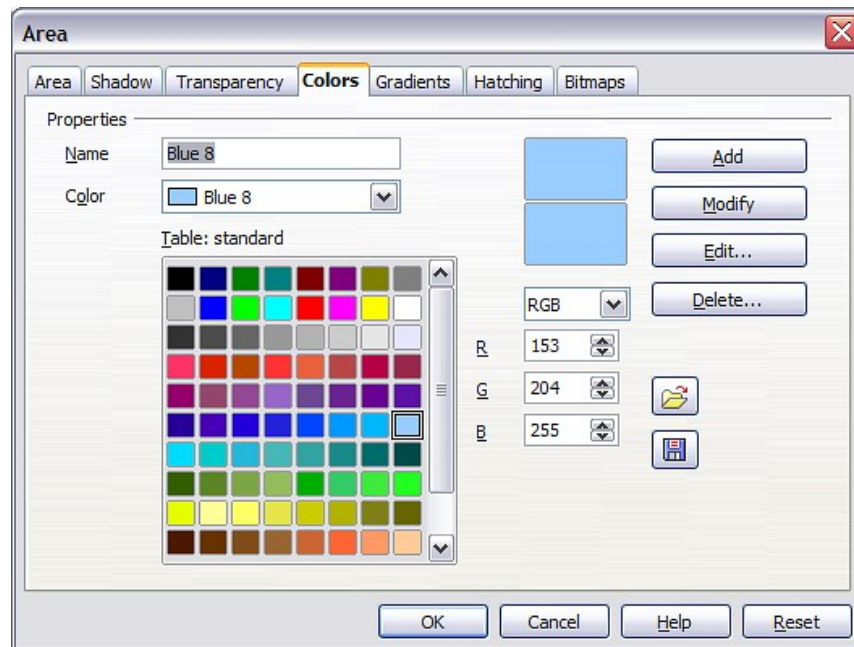 Area
Area Shadow Transparency Colors Gradients Hatching Bitmaps
Properties
Name Blue 8 Add
Color Blue 8 Modify
Table: standard Edit...
RGB Delete...
R 153
G 204
B 255
OK Cancel Help Reset